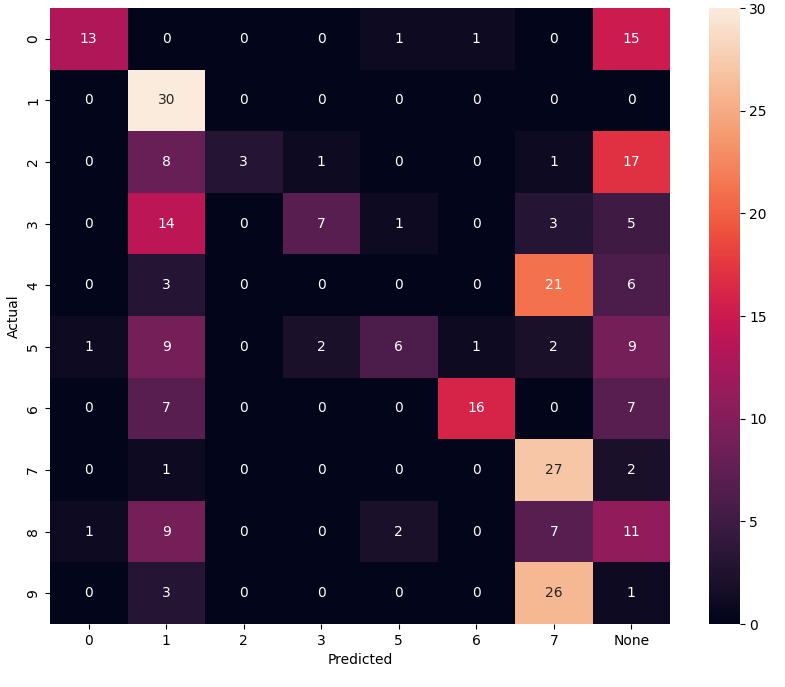 0 13 0 0 0 1 1 0 15
1 0 30 0 0 0 0 0 0
2 0 8 3 1 0 0 1 17
3 0 14 0 7 1 0 3 5
4 0 3 0 0 0 0 21 6
5 1 9 0 2 6 1 2 9
6 0 7 0 0 0 16 0 7
7 0 1 0 0 0 0 27 2
8 1 9 0 0 2 0 7 11
9 0 3 0 0 0 0 26 1
0 1 2 3 5 6 7 None
Predicted
Actual
30
25
20
15
10
5
0